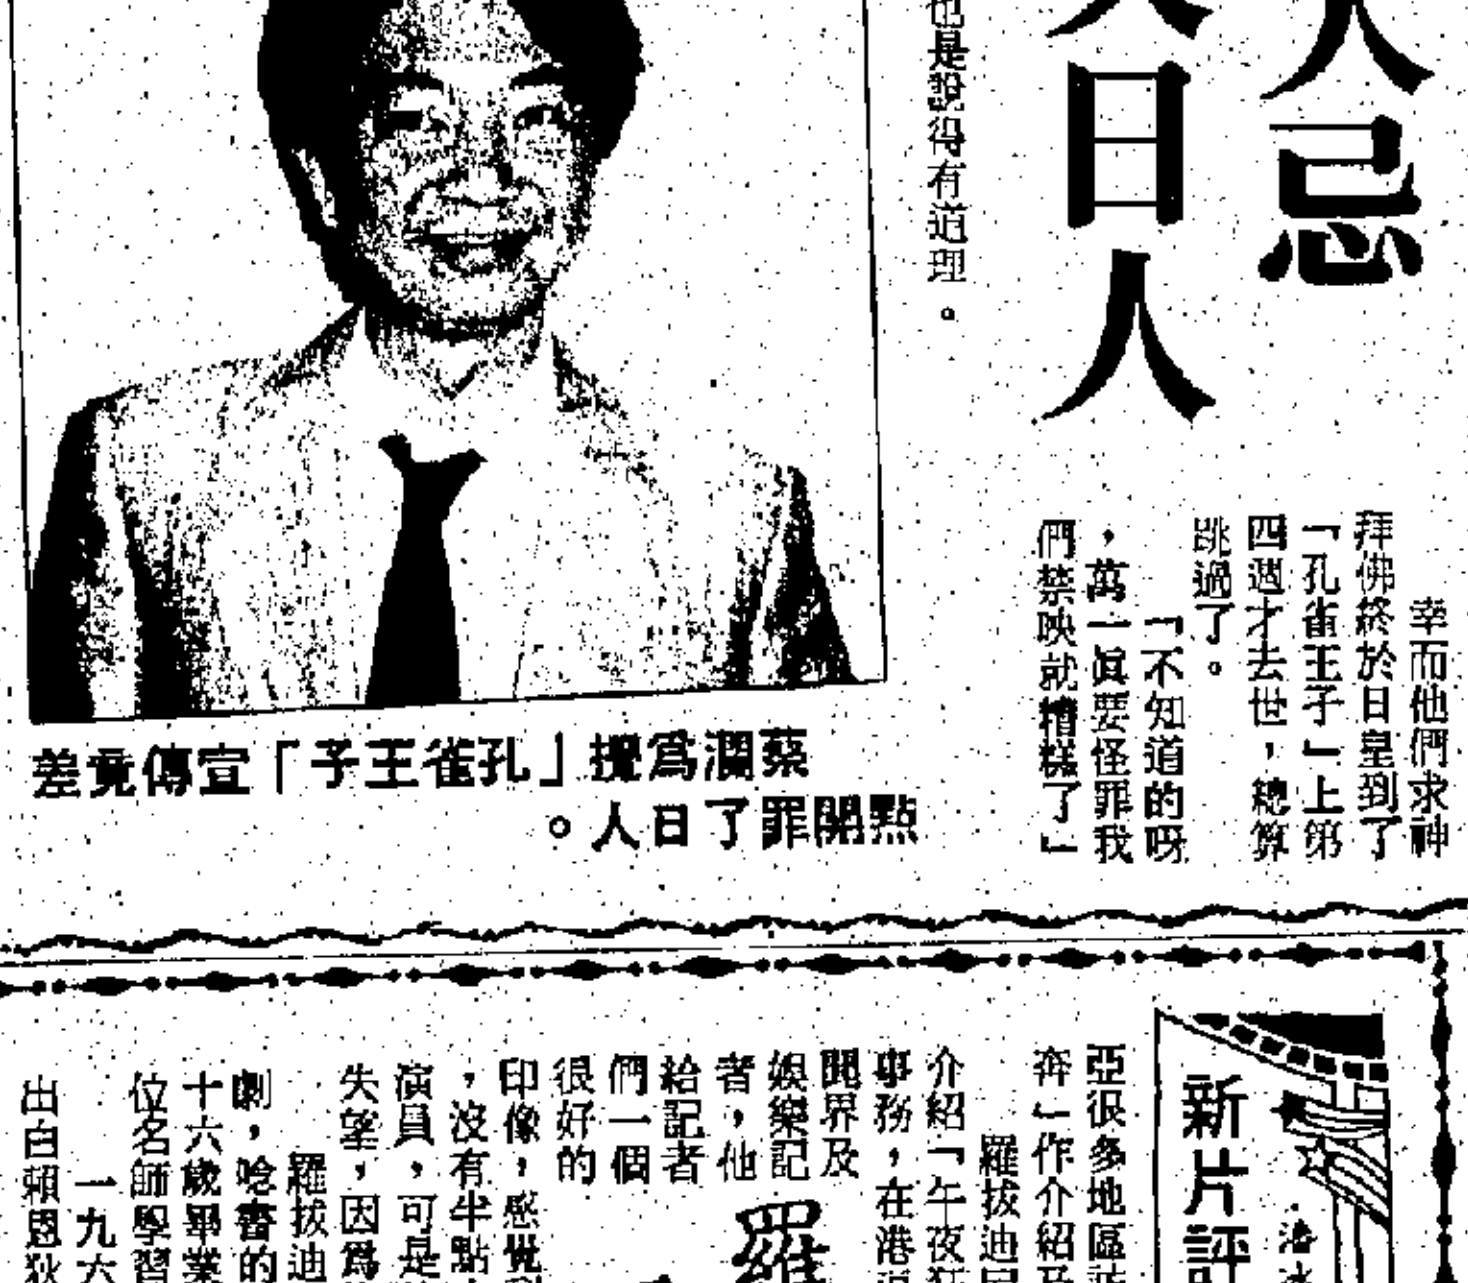 人忌
日人
也是說得有道理。
幸而他們求神
拜佛終於日皇到了
「孔雀王子」上第
四週才去世，總算
跳過了。
「不知道的呀
，萬一眞要怪罪我
們禁映就糟糕了」
蔡瀾爲攪「孔雀王子」宣傳竟差
點開罪了日人。
新片評
亞很多地區
奔」作介紹及
羅拔迪
介紹「午夜狂
事務，在港
聞界及
娛樂記
者，他
給記者
們一個
很好的
印像，感覺
，沒有半點
演員，可是
失望，因爲
羅拔迪
劇，唸書的
十六歲畢業
位名師學習
一九六
出白賴恩狄
羅